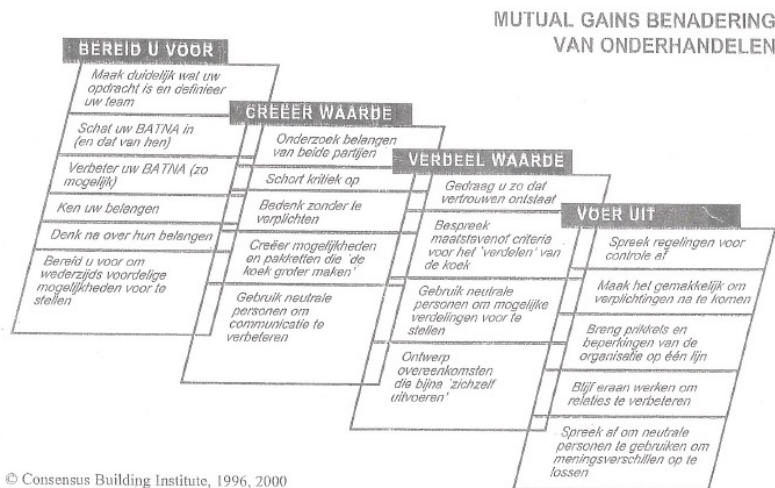 MUTUAL GAINS BENADERING
VAN ONDERHANDELEN
BEREID U VOOR
Maak duidelijk wat uw
opdracht is en definieer
uw team
Schat uw BATNA in
(en dat van hen)
Verbeter uw BATNA (zo
mogelijk)
Ken uw belangen
Denk na over hun belangen
Bereid u voor om
wederzijds voordelige
mogelijkheden voor te
stellen
CREËER WAARDE
Onderzoek belangen
van beide partijen
Schort kritiek op
Bedenk zonder te
verplichten
Creëer mogelijkheden
en pakketten die 'de
koek groter maken'
Gebruik neutrale
personen om
communicatie te
verbeteren
VERDEEL WAARDE
Gedraag u zo dat
vertrouwen ontstaat
Bespreek
maatstavenof criteria
voor het 'verdelen' van
de koek
Gebruik neutrale
personen om mogelijke
verdelingen voor te
stellen
Ontwerp
overeenkomsten
die bijna 'zichzelf
uitvoeren'
VOER UIT
Spreek regelingen voor
controle af
Maak het gemakkelijk om
verplichtingen na te komen
Breng prikkels en
beperkingen van de
organisatie op één lijn
Blijf eraan werken om
relaties te verbeteren
Spreek af om neutrale
personen te gebruiken om
meningsverschillen op te
lossen
© Consensus Building Institute, 1996, 2000